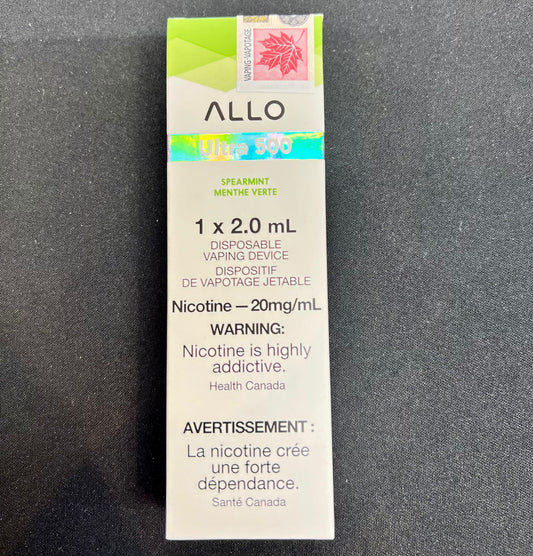 VAPING·VAPOTAGE
ALLO
Ultra 500
SPEARMINT
MENTHE VERTE
1 x 2.0 mL
DISPOSABLE
VAPING DEVICE
DISPOSITIF
DE VAPOTAGE JETABLE
Nicotine — 20mg/mL
WARNING:
Nicotine is highly
addictive.
Health Canada
AVERTISSEMENT :
La nicotine crée
une forte
dépendance.
Santé Canada